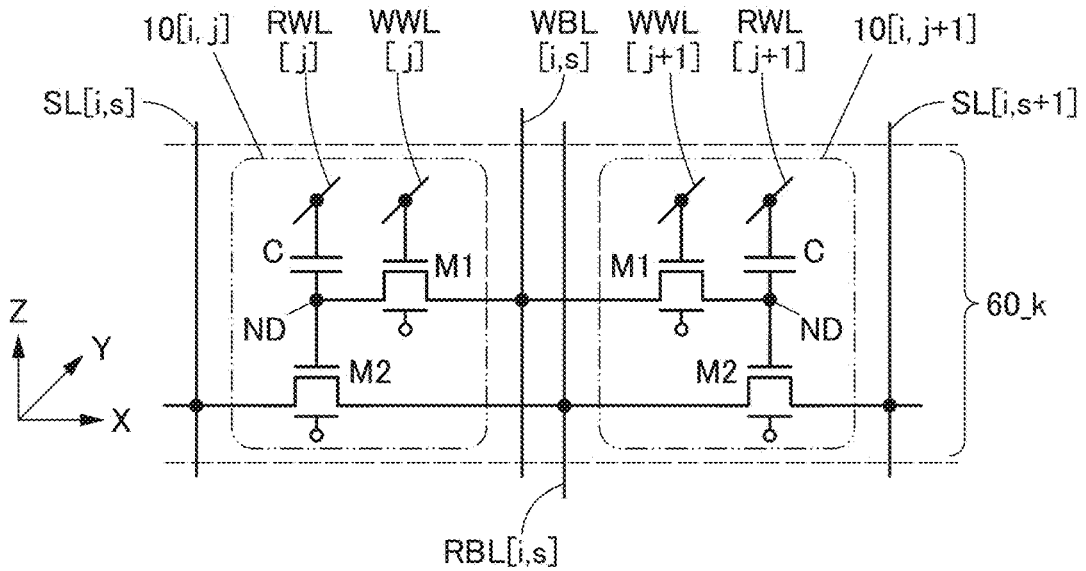 10[i, j]
RWL
[j]
WWL
[j]
WBL
[i,s]
WWL
[j+1]
RWL
[j+1]
10[i, j+1]
SL[i,s]
SL[i,s+1]
C
M1
M1
C
ND
ND
60_k
M2
M2
Z
Y
X
RBL[i,s]